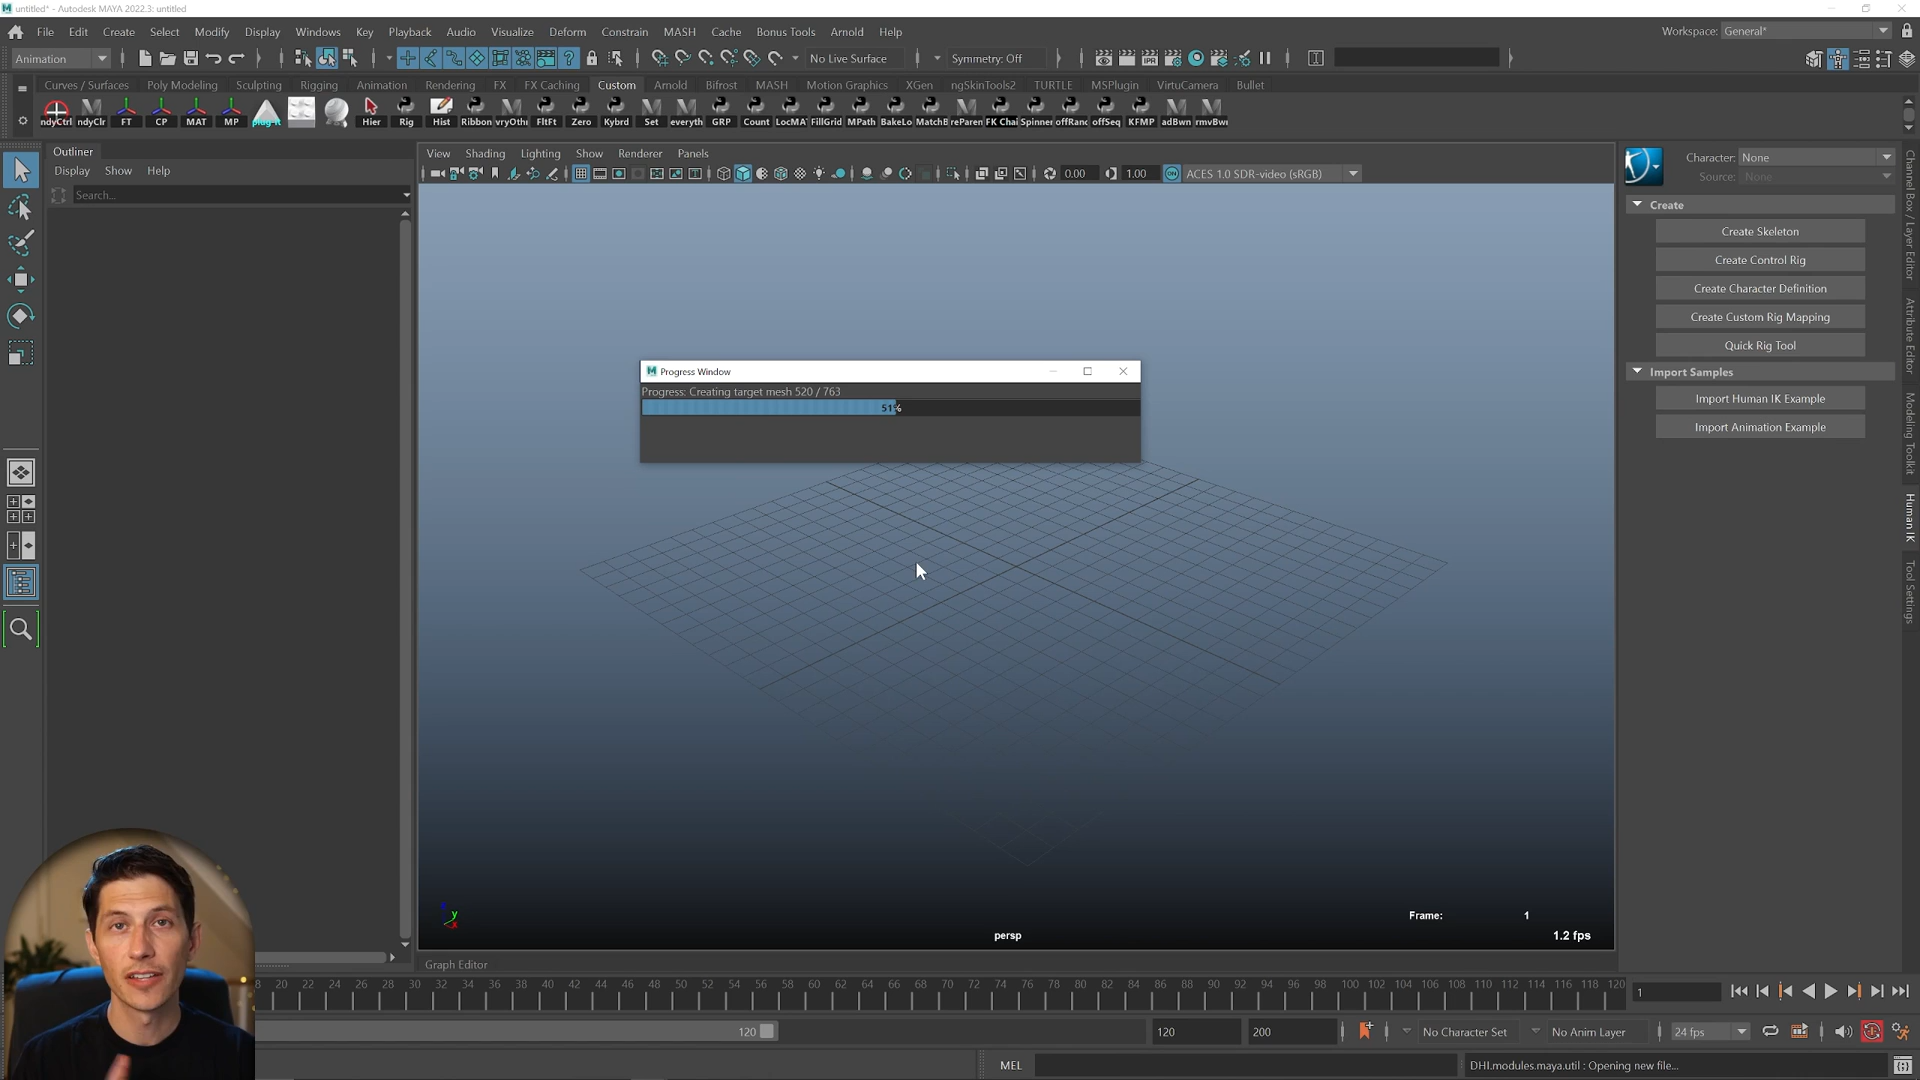 untitled* - Autodesk MAYA 2022.3: untitled
File Edit Create Select Modify Display Windows Key Playback Audio Visualize Deform Constrain MASH Cache Bonus Tools Arnold Help
Workspace: General*
Animation
No Live Surface
Symmetry: Off
Curves / Surfaces Poly Modeling Sculpting Rigging Animation Rendering FX FX Caching Custom Arnold Bifrost MASH Motion Graphics XGen ngSkinTools2 TURTLE MSPlugin VirtuCamera Bullet
ndyCtrl ndyClr FT CP MAT MP plug-it Hier Rig Hist Ribbon vryOthi FltFt Zero Kybrd Set everyth GRP Count LocMA FillGrid MPath BakeLo MatchB reParen FK Chai Spinner offRanc offSeq KFMP adBwn rmvBwi
Outliner
Display Show Help
Search...
View Shading Lighting Show Renderer Panels
0.00
1.00
ON
ACES 1.0 SDR-video (sRGB)
Character: None
Source: None
Create
Create Skeleton
Create Control Rig
Create Character Definition
Create Custom Rig Mapping
Quick Rig Tool
Import Samples
Import Human IK Example
Import Animation Example
Channel Box / Layer Editor
Attribute Editor
Modeling Toolkit
Human IK
Tool Settings
Progress Window
Progress: Creating target mesh 520 / 763
51%
y
x
Frame: 1
persp
1.2 fps
Graph Editor
8 20 22 24 26 28 30 32 34 36 38 40 42 44 46 48 50 52 54 56 58 60 62 64 66 68 70 72 74 76 78 80 82 84 86 88 90 92 94 96 98 100 102 104 106 108 110 112 114 116 118 120
1
120
120
200
No Character Set
No Anim Layer
24 fps
MEL
DHI.modules.maya.util : Opening new file...